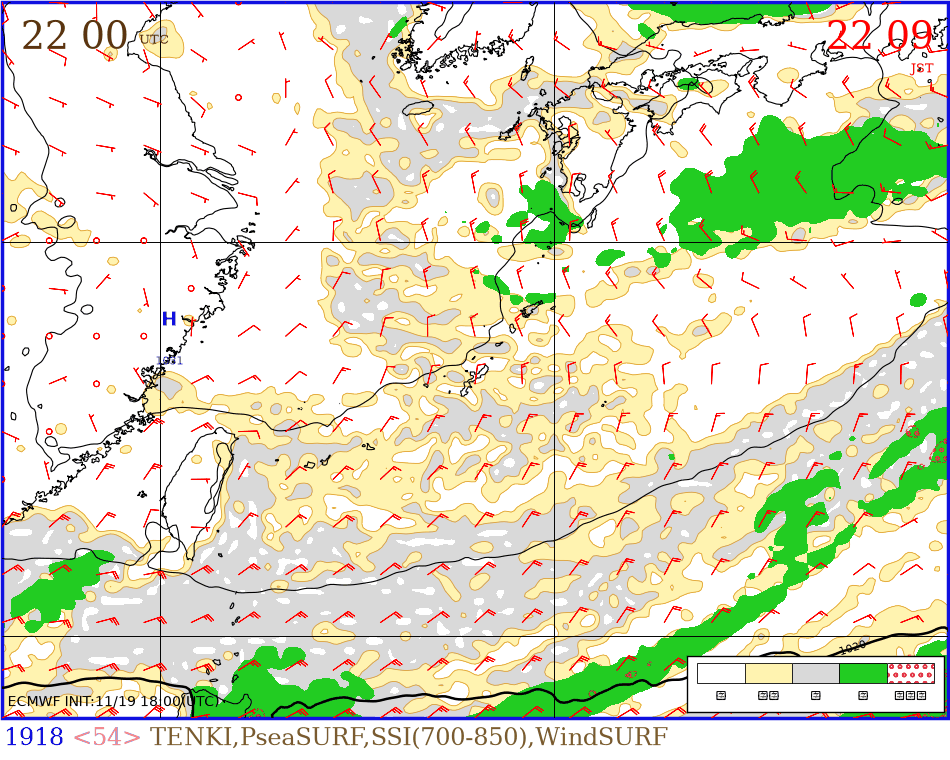 22 00 UTC
22 09
JST
H
1020
ECMWF INIT:11/19 18:00(UTC)
1918 <54> TENKI,PseaSURF,SSI(700-850),WindSURF